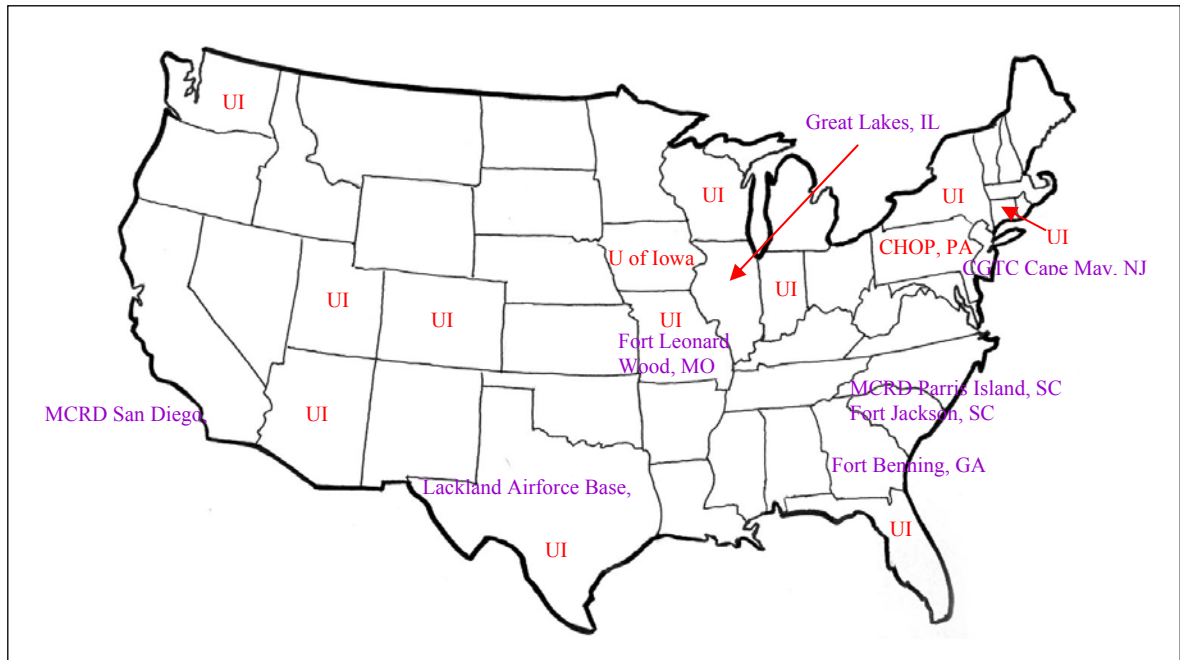 UI
Great Lakes, IL
UI
UI
UI
CHOP, PA
U of Iowa
CGTC Cape May, NJ
UI
UI
UI
UI
Fort Leonard
Wood, MO
MCRD Parris Island, SC
MCRD San Diego
UI
Fort Jackson, SC
Fort Benning, GA
Lackland Airforce Base,
UI
UI